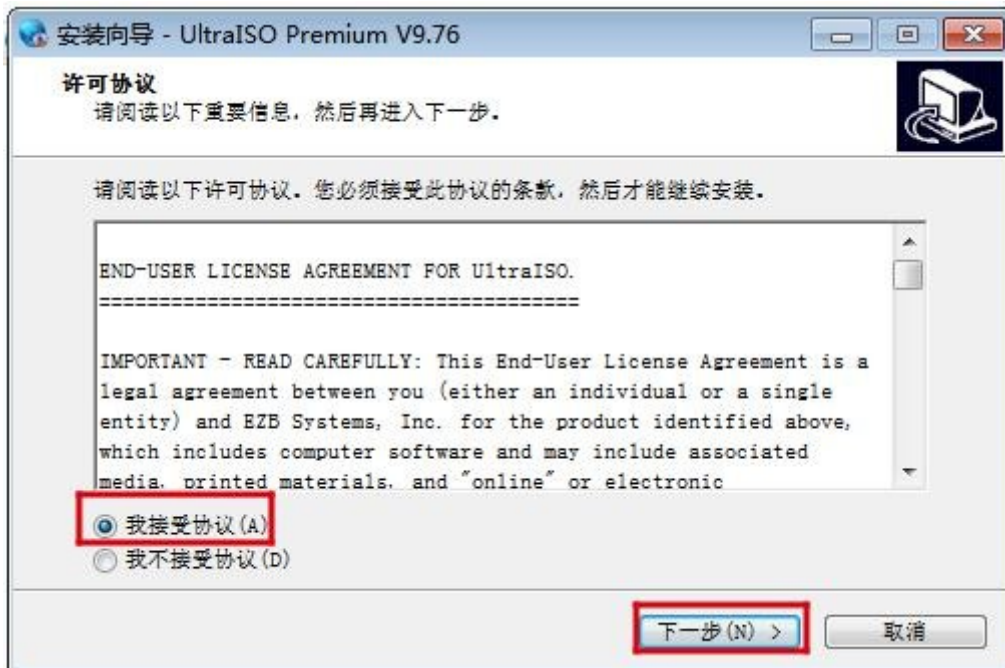 安装向导 - UltraISO Premium V9.76
许可协议
请阅读以下重要信息，然后再进入下一步。
请阅读以下许可协议。您必须接受此协议的条款，然后才能继续安装。
END-USER LICENSE AGREEMENT FOR UltraISO.
========================================
IMPORTANT - READ CAREFULLY: This End-User License Agreement is a
legal agreement between you (either an individual or a single
entity) and EZB Systems, Inc. for the product identified above,
which includes computer software and may include associated
media, printed materials, and "online" or electronic
我接受协议(A)
我不接受协议(D)
下一步(N) >
取消